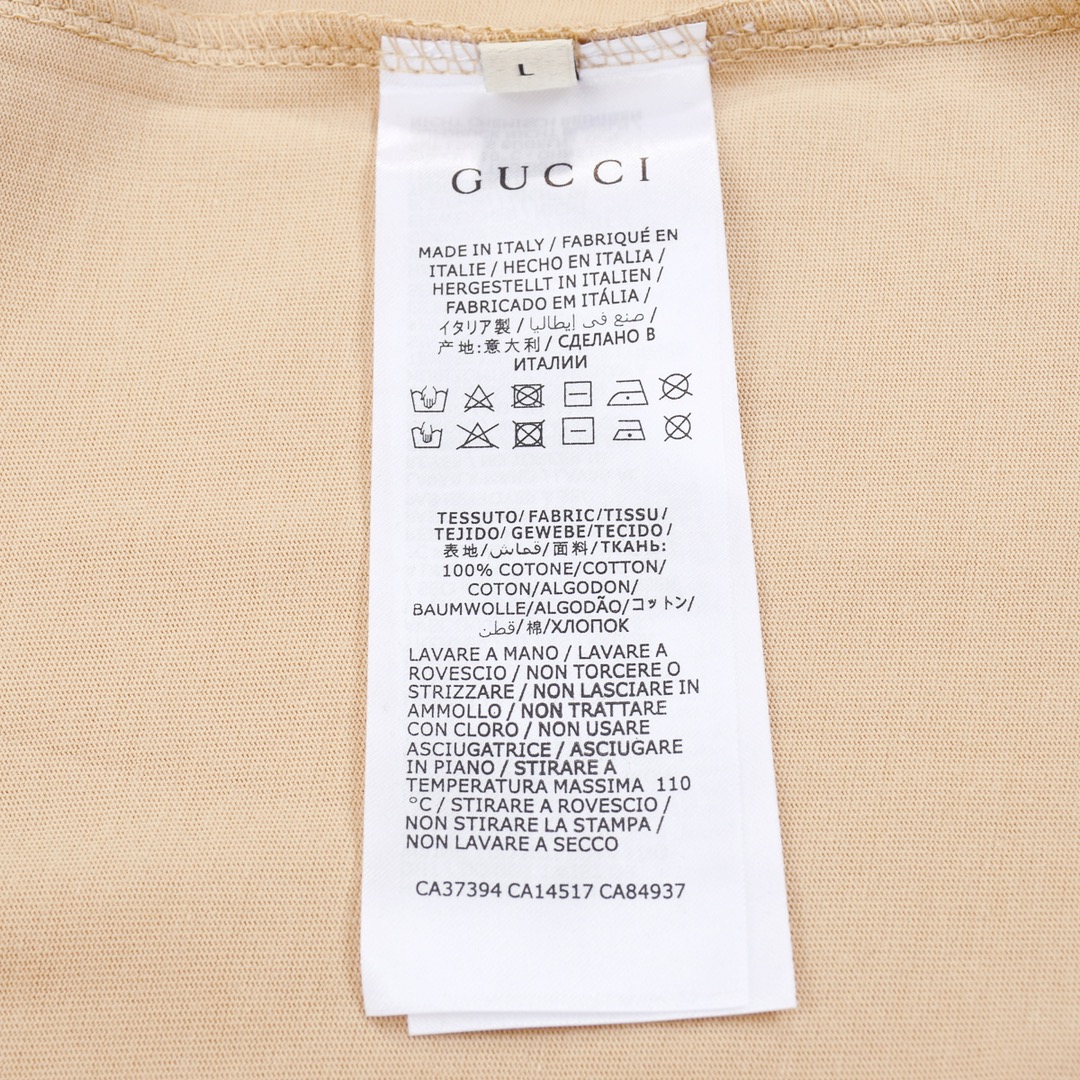 L
GUCCI
MADE IN ITALY / FABRIQUÉ EN
ITALIE / HECHO EN ITALIA /
HERGESTELLT IN ITALIEN /
FABRICADO EM ITÁLIA /
イタリア製 / صنع في إيطاليا /
产地:意大利 / СДЕЛАНО В
ИТАЛИИ
TESSUTO/FABRIC/TISSU/
TEJIDO/ GEWEBE/TECIDO/
表地/قماش/面料/ТКАНЬ:
100% COTONE/COTTON/
COTON/ALGODON/
BAUMWOLLE/ALGODÃO/コットン/
قطن/棉/ХЛОПОК
LAVARE A MANO / LAVARE A
ROVESCIO / NON TORCERE O
STRIZZARE / NON LASCIARE IN
AMMOLLO / NON TRATTARE
CON CLORO / NON USARE
ASCIUGATRICE / ASCIUGARE
IN PIANO / STIRARE A
TEMPERATURA MASSIMA 110
°C / STIRARE A ROVESCIO /
NON STIRARE LA STAMPA /
NON LAVARE A SECCO
CA37394 CA14517 CA84937